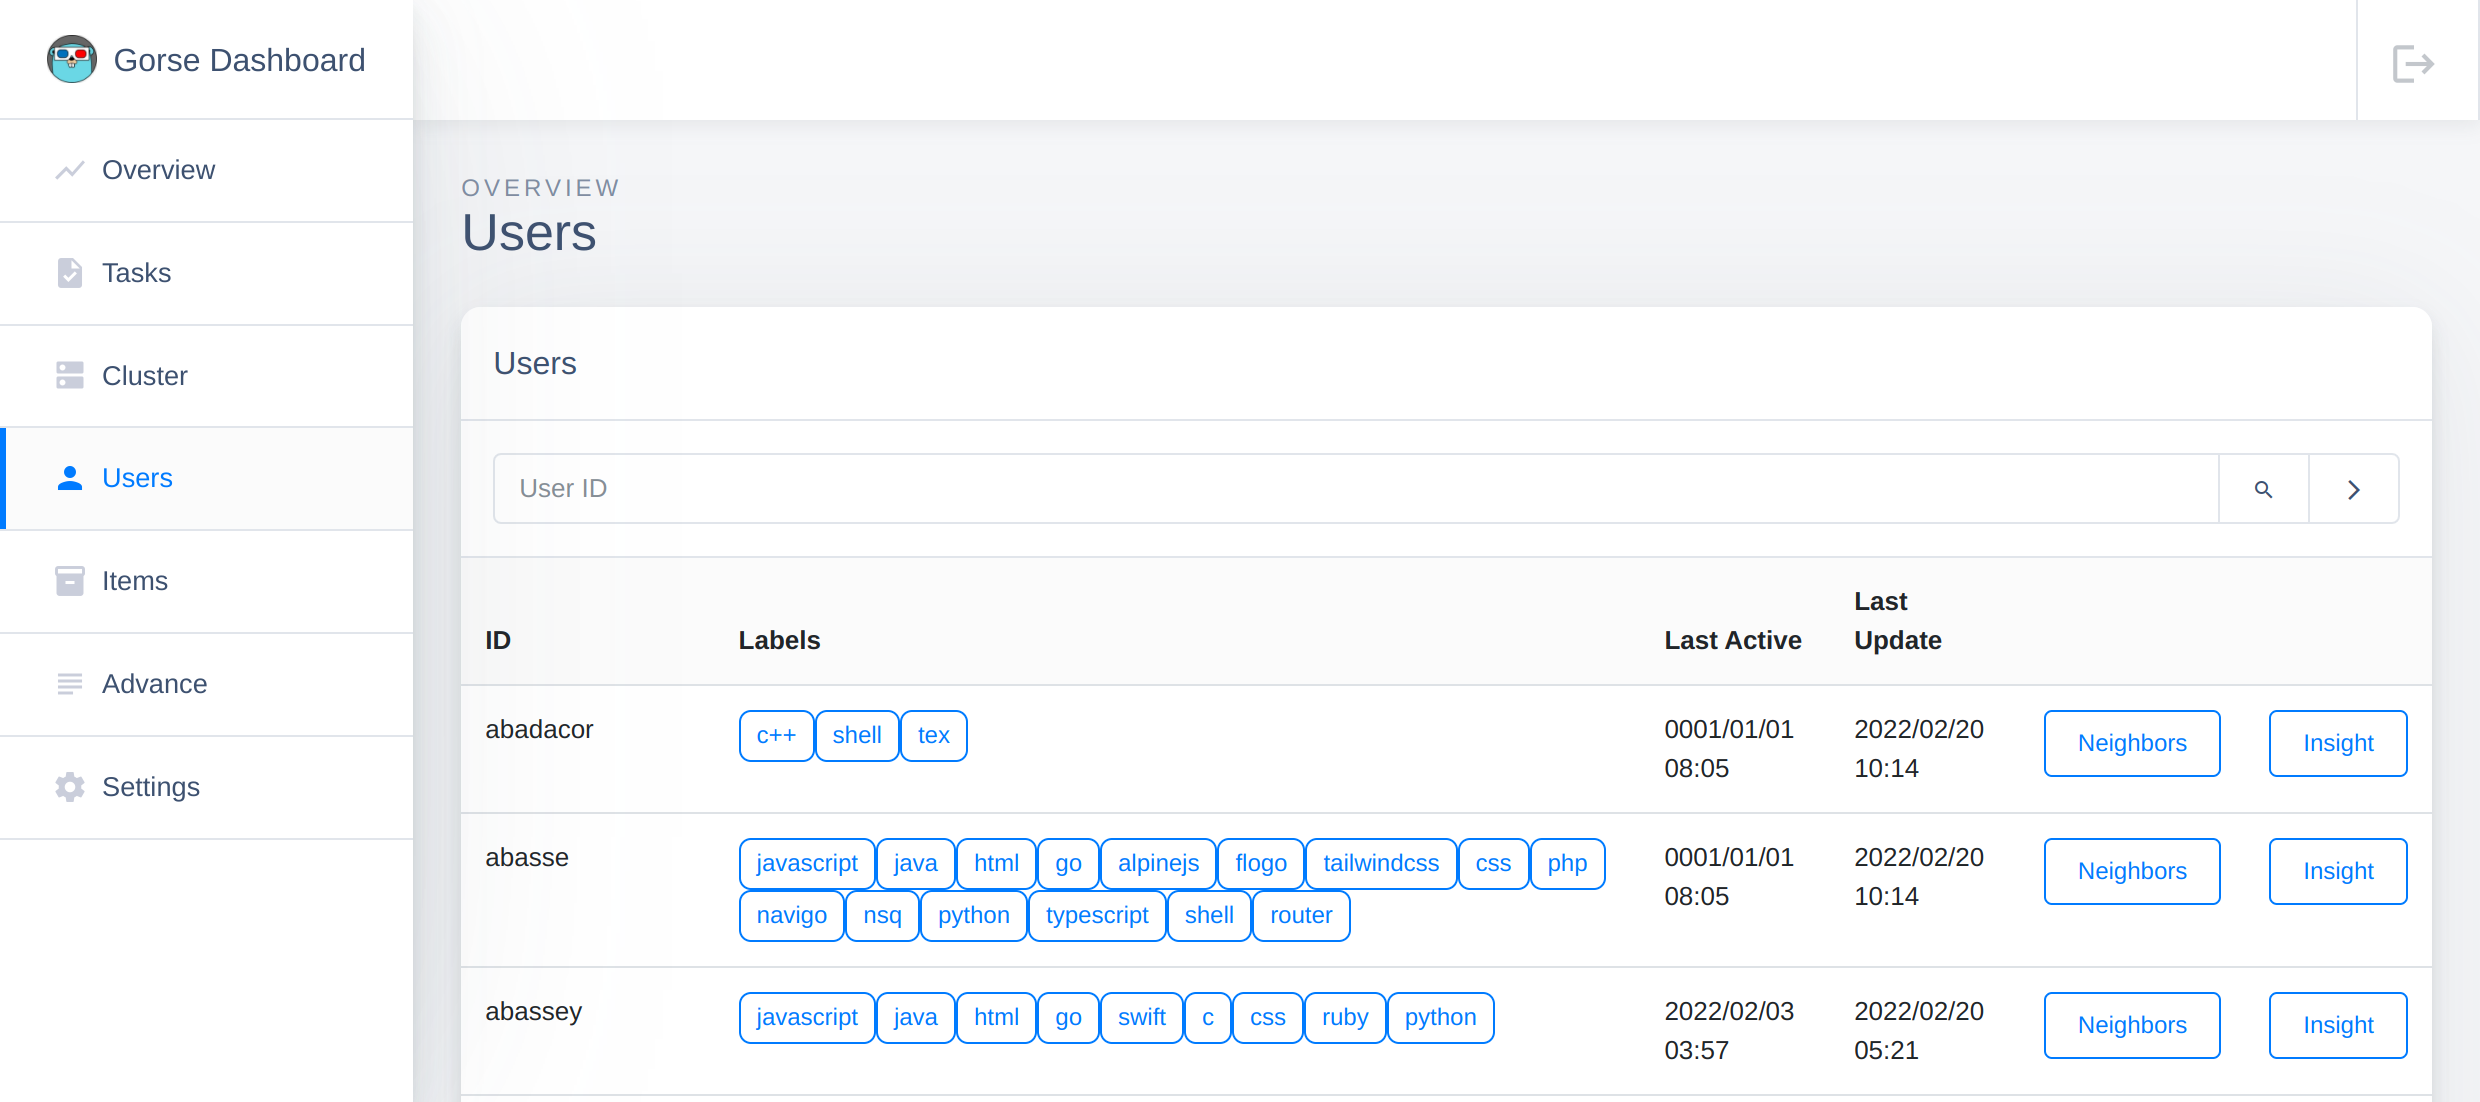 Gorse Dashboard
Overview
Tasks
Cluster
Users
Items
Advance
Settings
OVERVIEW
Users
Users
User ID
ID Labels Last Active Last Update
abadacor c++ shell tex 0001/01/01 2022/02/20 Neighbors Insight
08:05 10:14
abasse javascript java html go alpinejs flogo tailwindcss css php 0001/01/01 2022/02/20 Neighbors Insight
navigo nsq python typescript shell router 08:05 10:14
abassey javascript java html go swift c css ruby python 2022/02/03 2022/02/20 Neighbors Insight
03:57 05:21